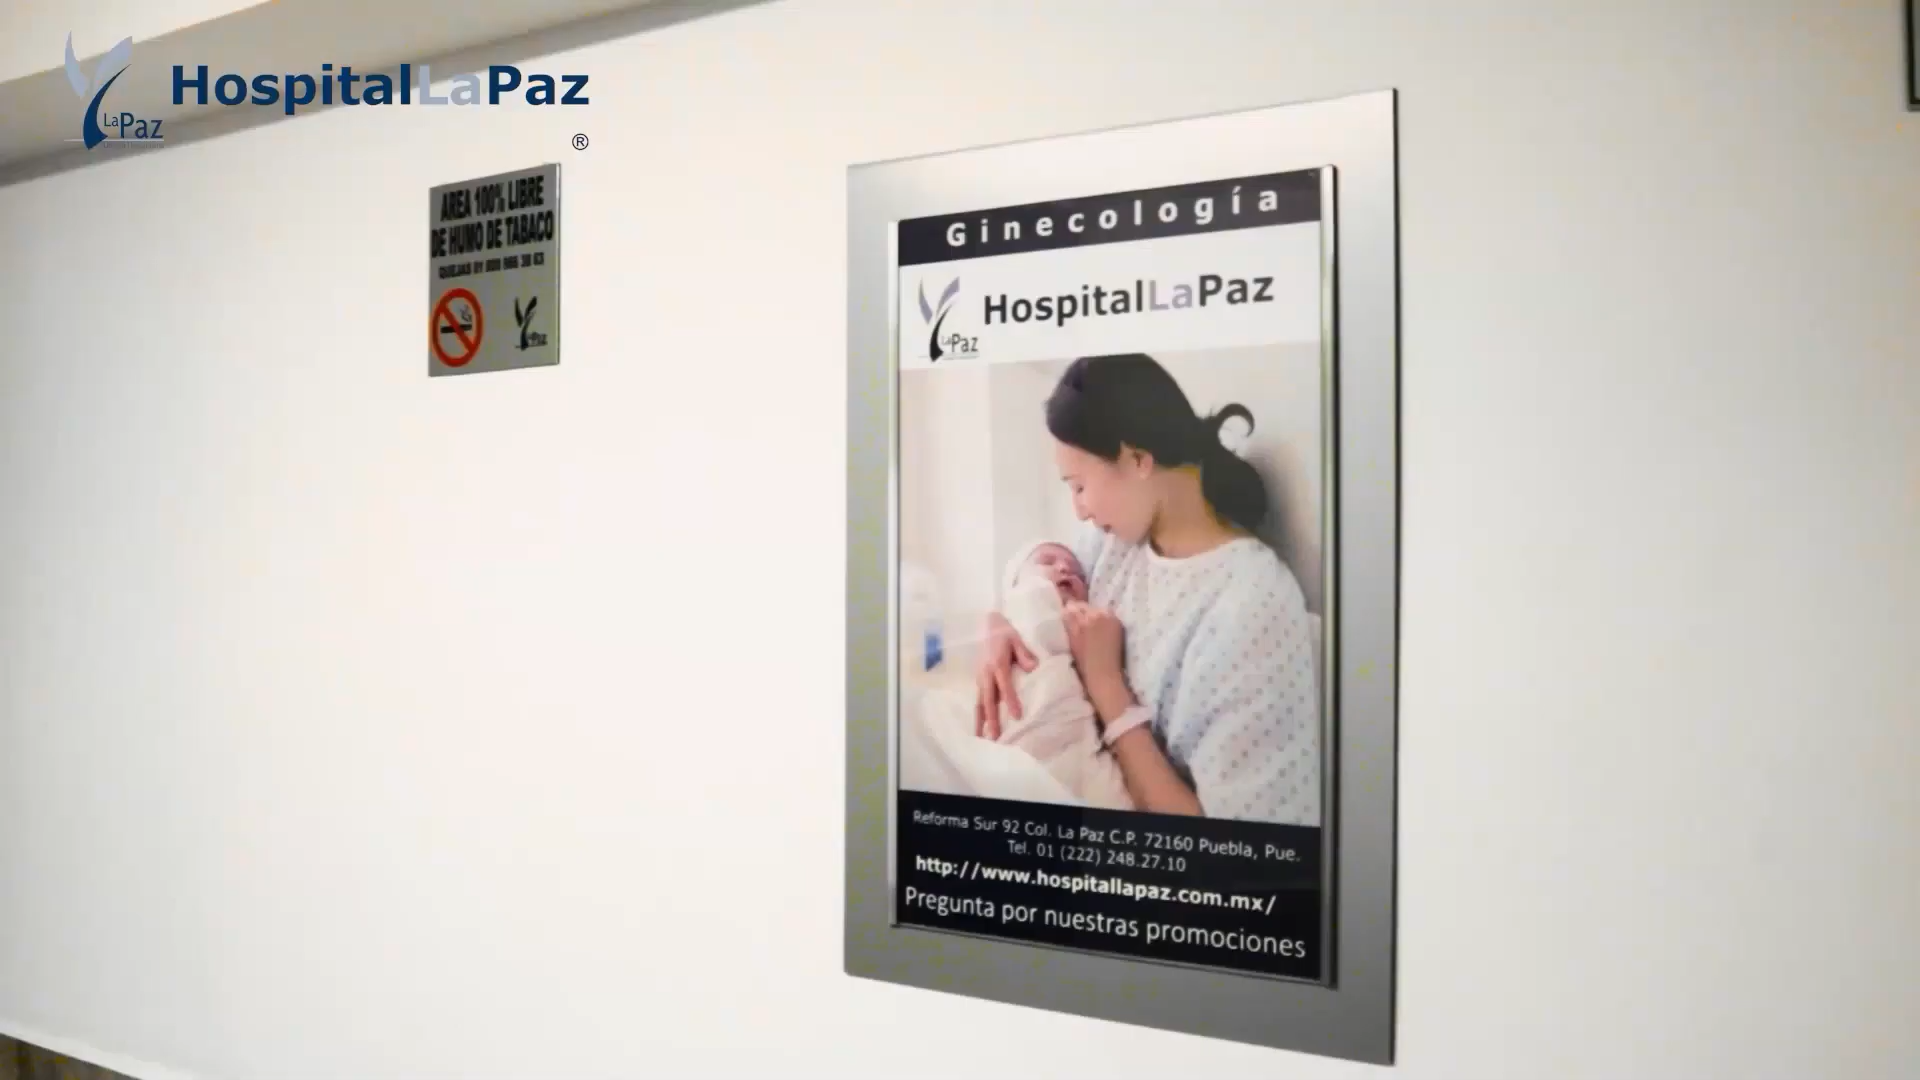 HospitalLaPaz
LaPaz
®
AREA 100% LIBRE
DE HUMO DE TABACO
LaPaz
Ginecología
HospitalLaPaz
LaPaz
Reforma Sur 92 Col. La Paz C.P. 72160 Puebla, Pue.
Tel. 01 (222) 248.27.10
http://www.hospitallapaz.com.mx/
Pregunta por nuestras promociones